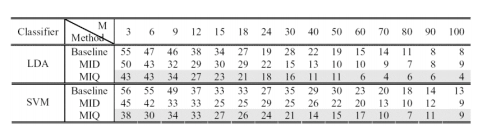 Classifier M Method 3 6 9 12 15 18 24 30 40 50 60 70 80 90 100
Baseline 55 47 46 38 34 27 19 28 22 19 15 14 11 8 8
LDA MID 50 43 32 29 30 29 22 15 13 10 10 9 7 8 9
MIQ 43 43 34 27 23 21 18 16 11 11 6 4 6 6 4
Baseline 56 55 49 37 33 33 27 35 29 30 23 20 18 14 13
SVM MID 45 42 33 33 25 25 29 25 26 22 20 13 10 12 9
MIQ 38 30 34 33 27 26 24 21 14 15 17 10 7 11 9